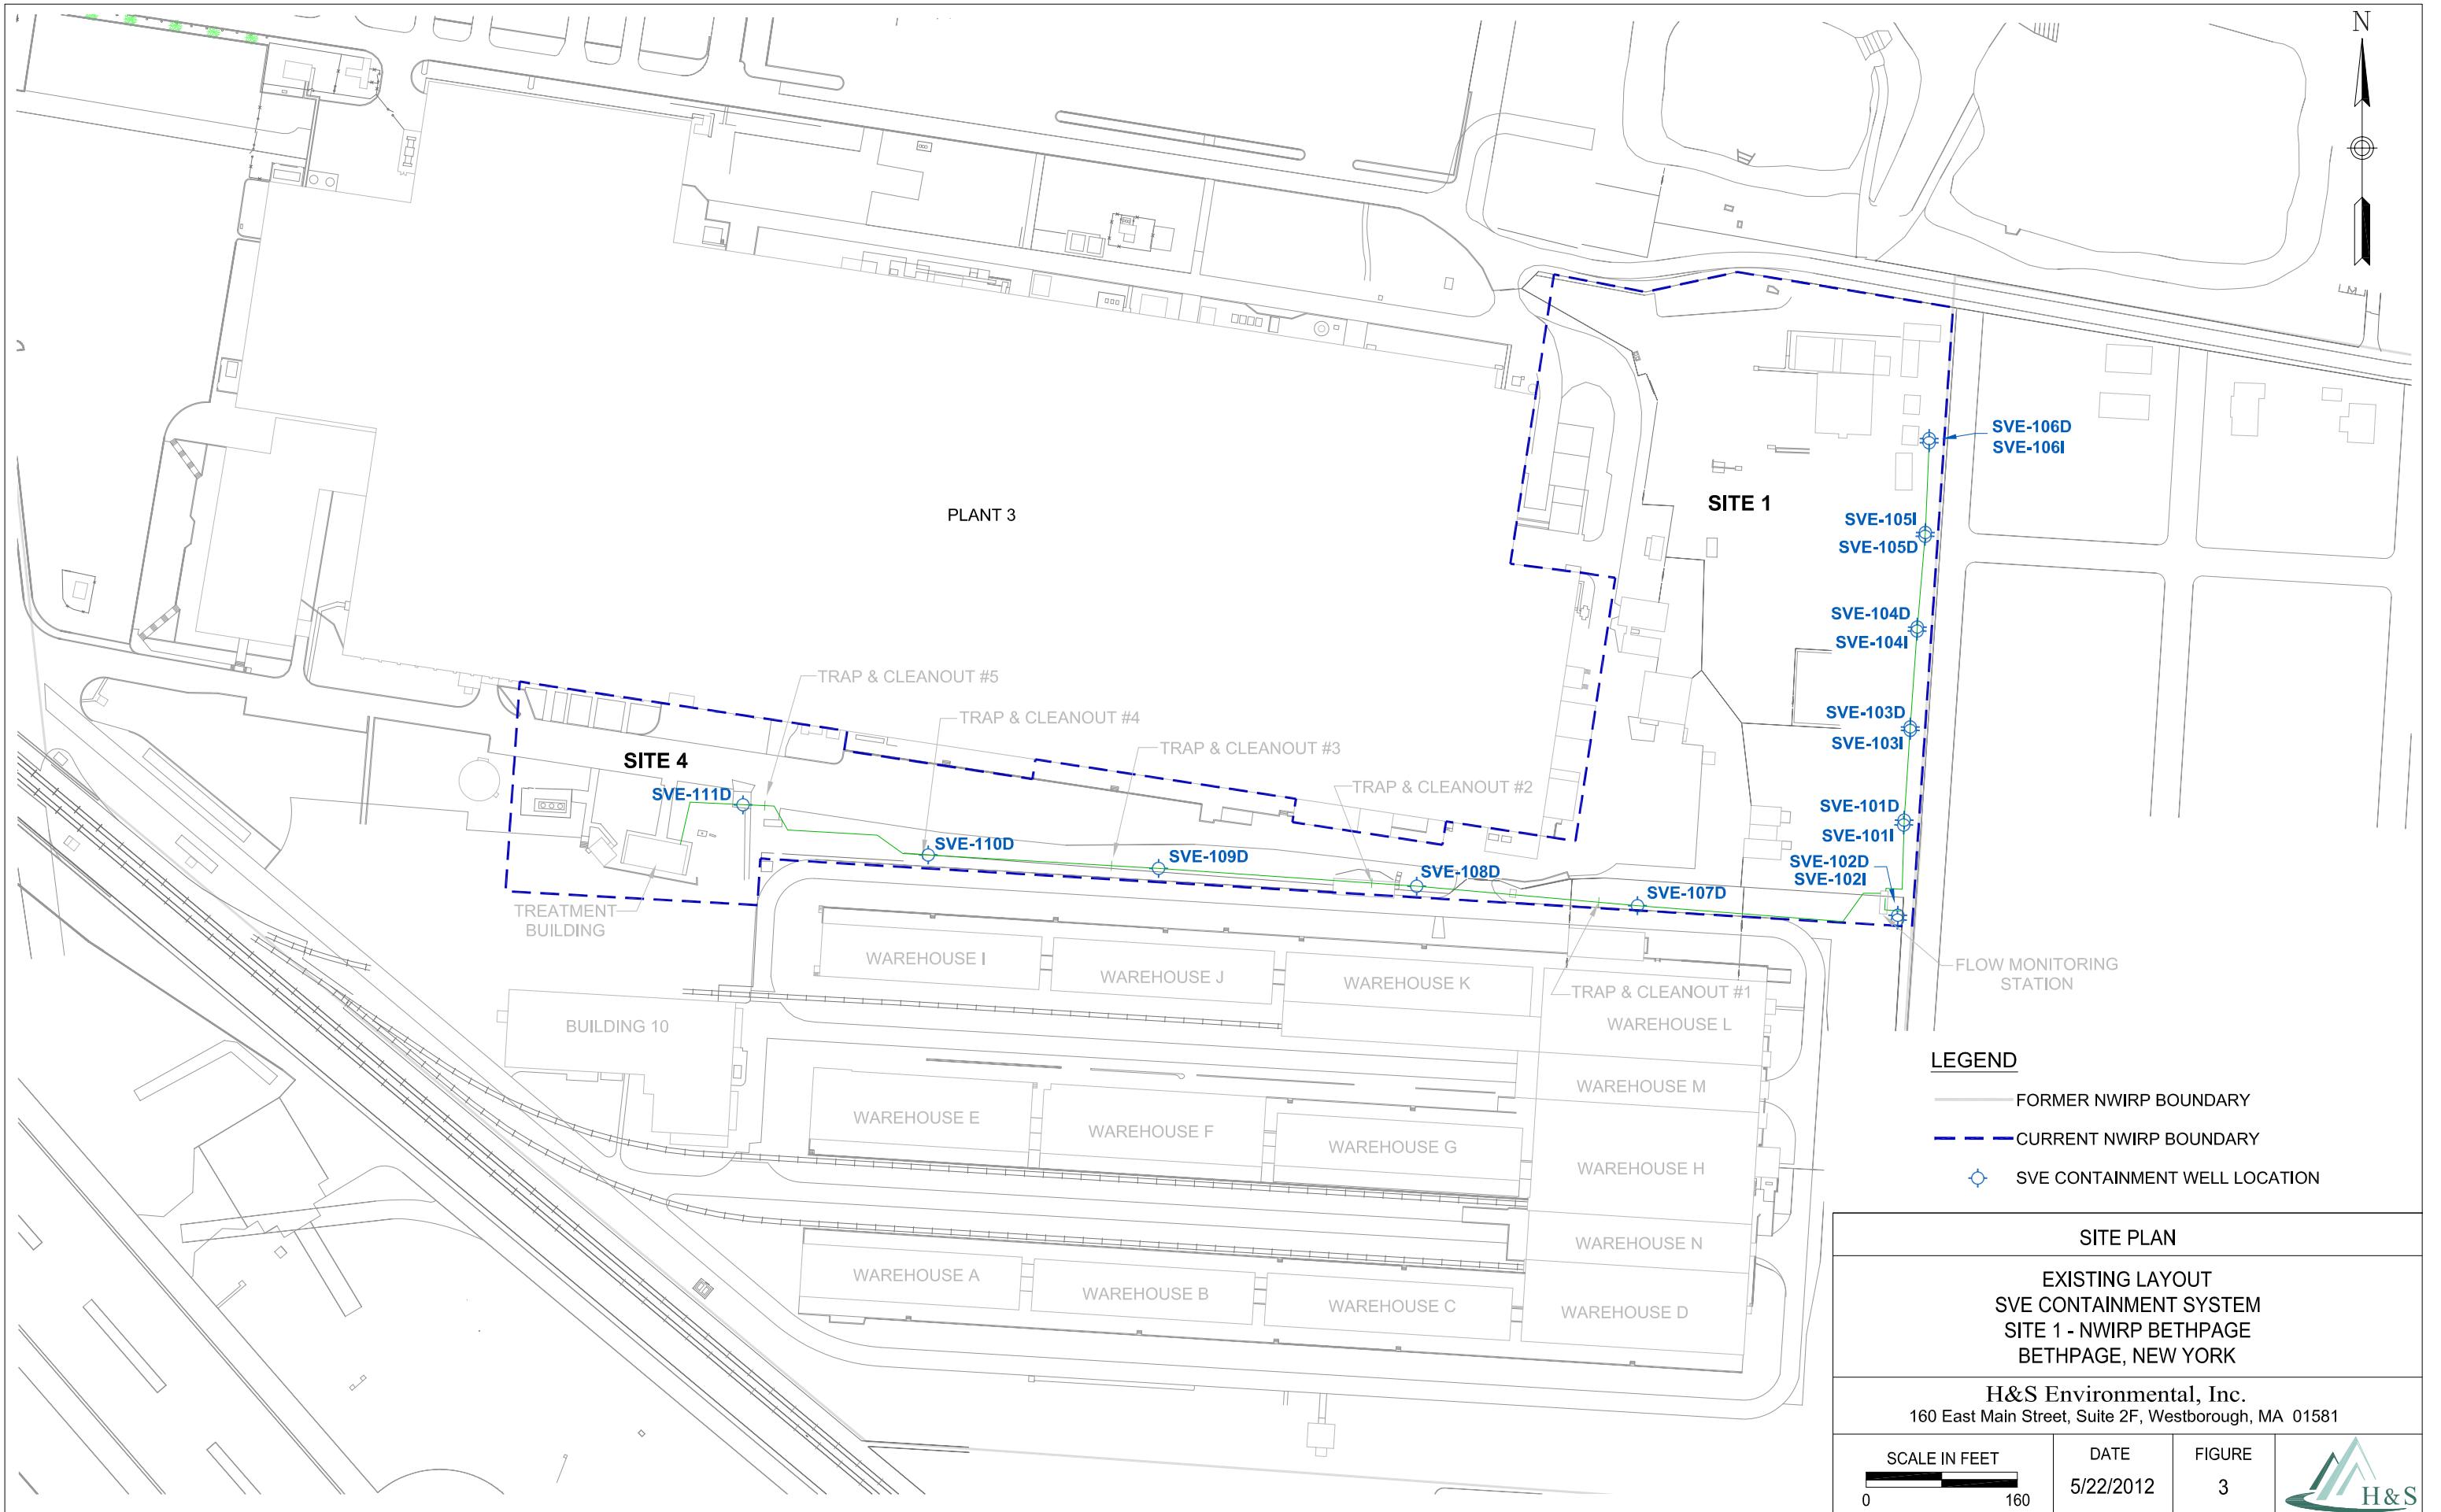 N
SVE-106D
SVE-106I
PLANT 3
SITE 1
SVE-105I
SVE-105D
SVE-104D
SVE-104I
TRAP & CLEANOUT #5
TRAP & CLEANOUT #4
SVE-103D
SVE-103I
TRAP & CLEANOUT #3
SITE 4
TRAP & CLEANOUT #2
SVE-111D
SVE-101D
SVE-101I
SVE-110D
SVE-109D
SVE-102D
SVE-102I
SVE-108D
SVE-107D
TREATMENT
BUILDING
WAREHOUSE I
WAREHOUSE J
WAREHOUSE K
FLOW MONITORING
STATION
TRAP & CLEANOUT #1
BUILDING 10
WAREHOUSE L
LEGEND
WAREHOUSE M
FORMER NWIRP BOUNDARY
WAREHOUSE E
WAREHOUSE F
WAREHOUSE G
CURRENT NWIRP BOUNDARY
WAREHOUSE H
SVE CONTAINMENT WELL LOCATION
WAREHOUSE N
WAREHOUSE A
WAREHOUSE B
WAREHOUSE C
WAREHOUSE D
SITE PLAN
EXISTING LAYOUT
SVE CONTAINMENT SYSTEM
SITE 1 - NWIRP BETHPAGE
BETHPAGE, NEW YORK
H&S Environmental, Inc.
160 East Main Street, Suite 2F, Westborough, MA 01581
SCALE IN FEET
0 160
DATE
5/22/2012
FIGURE
3
H&S